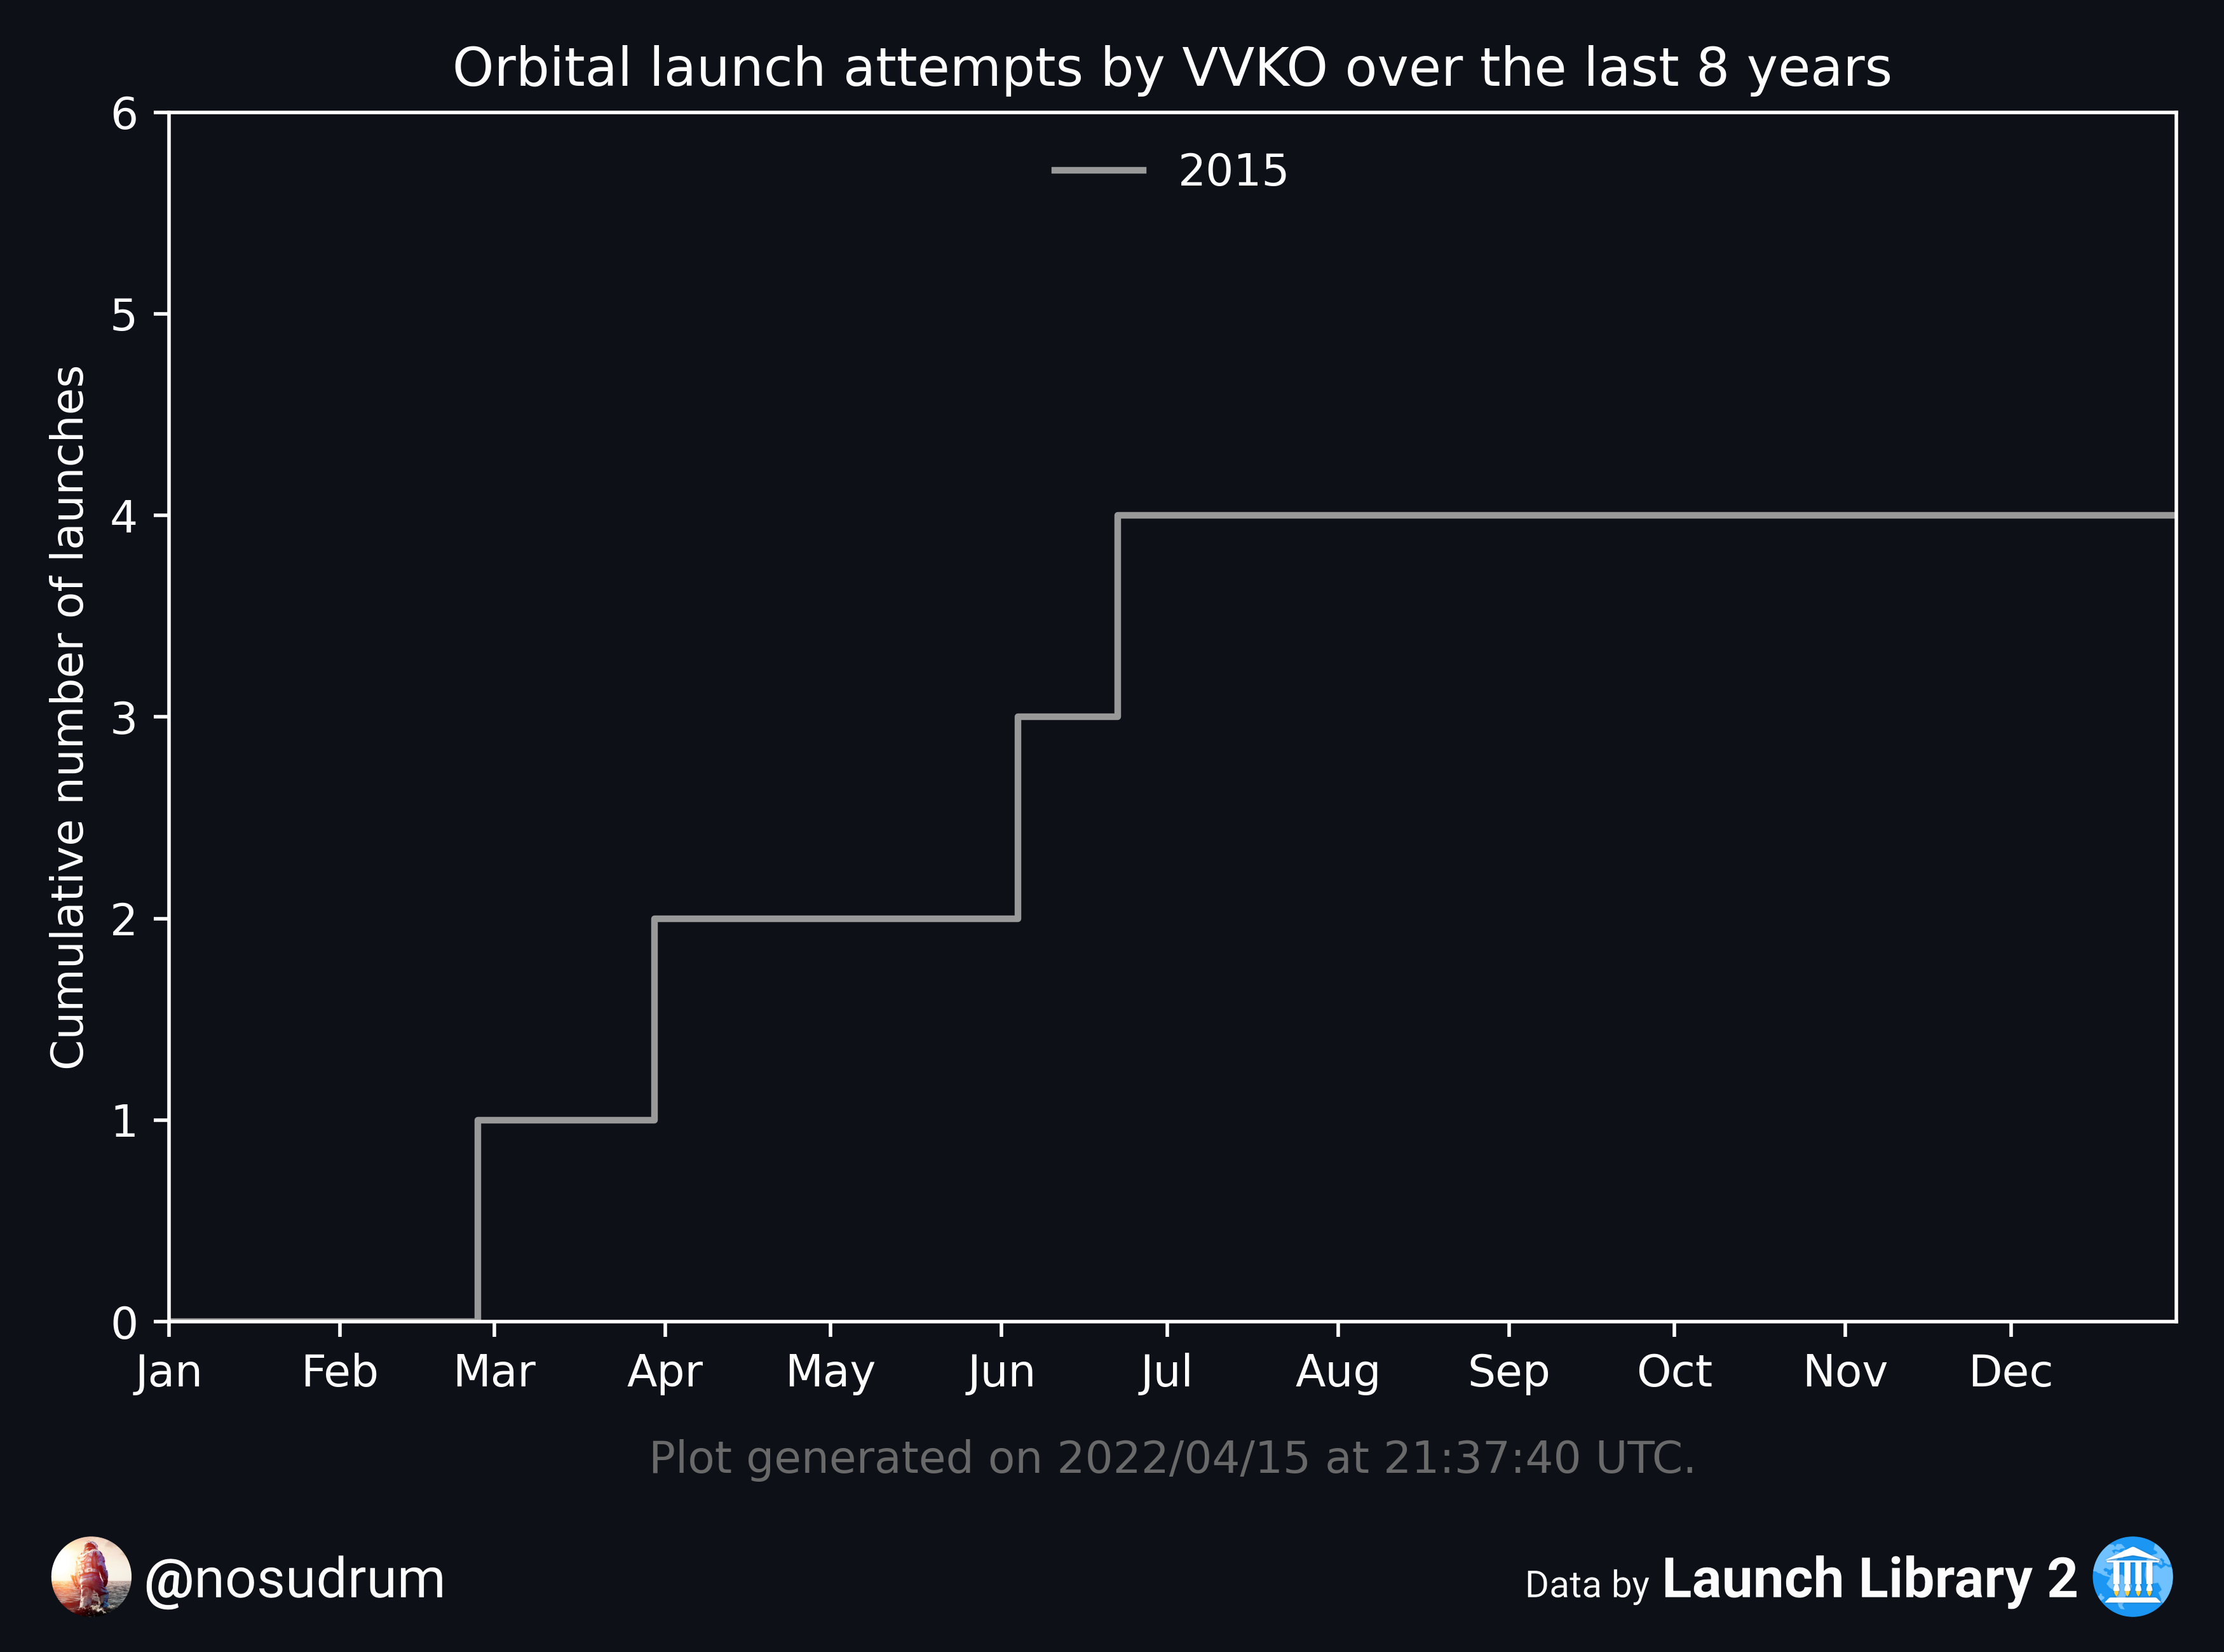 Orbital launch attempts by VVKO over the last 8 years
2015
Cumulative number of launches
6
5
4
3
2
1
0
Jan Feb Mar Apr May Jun Jul Aug Sep Oct Nov Dec
Plot generated on 2022/04/15 at 21:37:40 UTC.
@nosudrum
Data by Launch Library 2